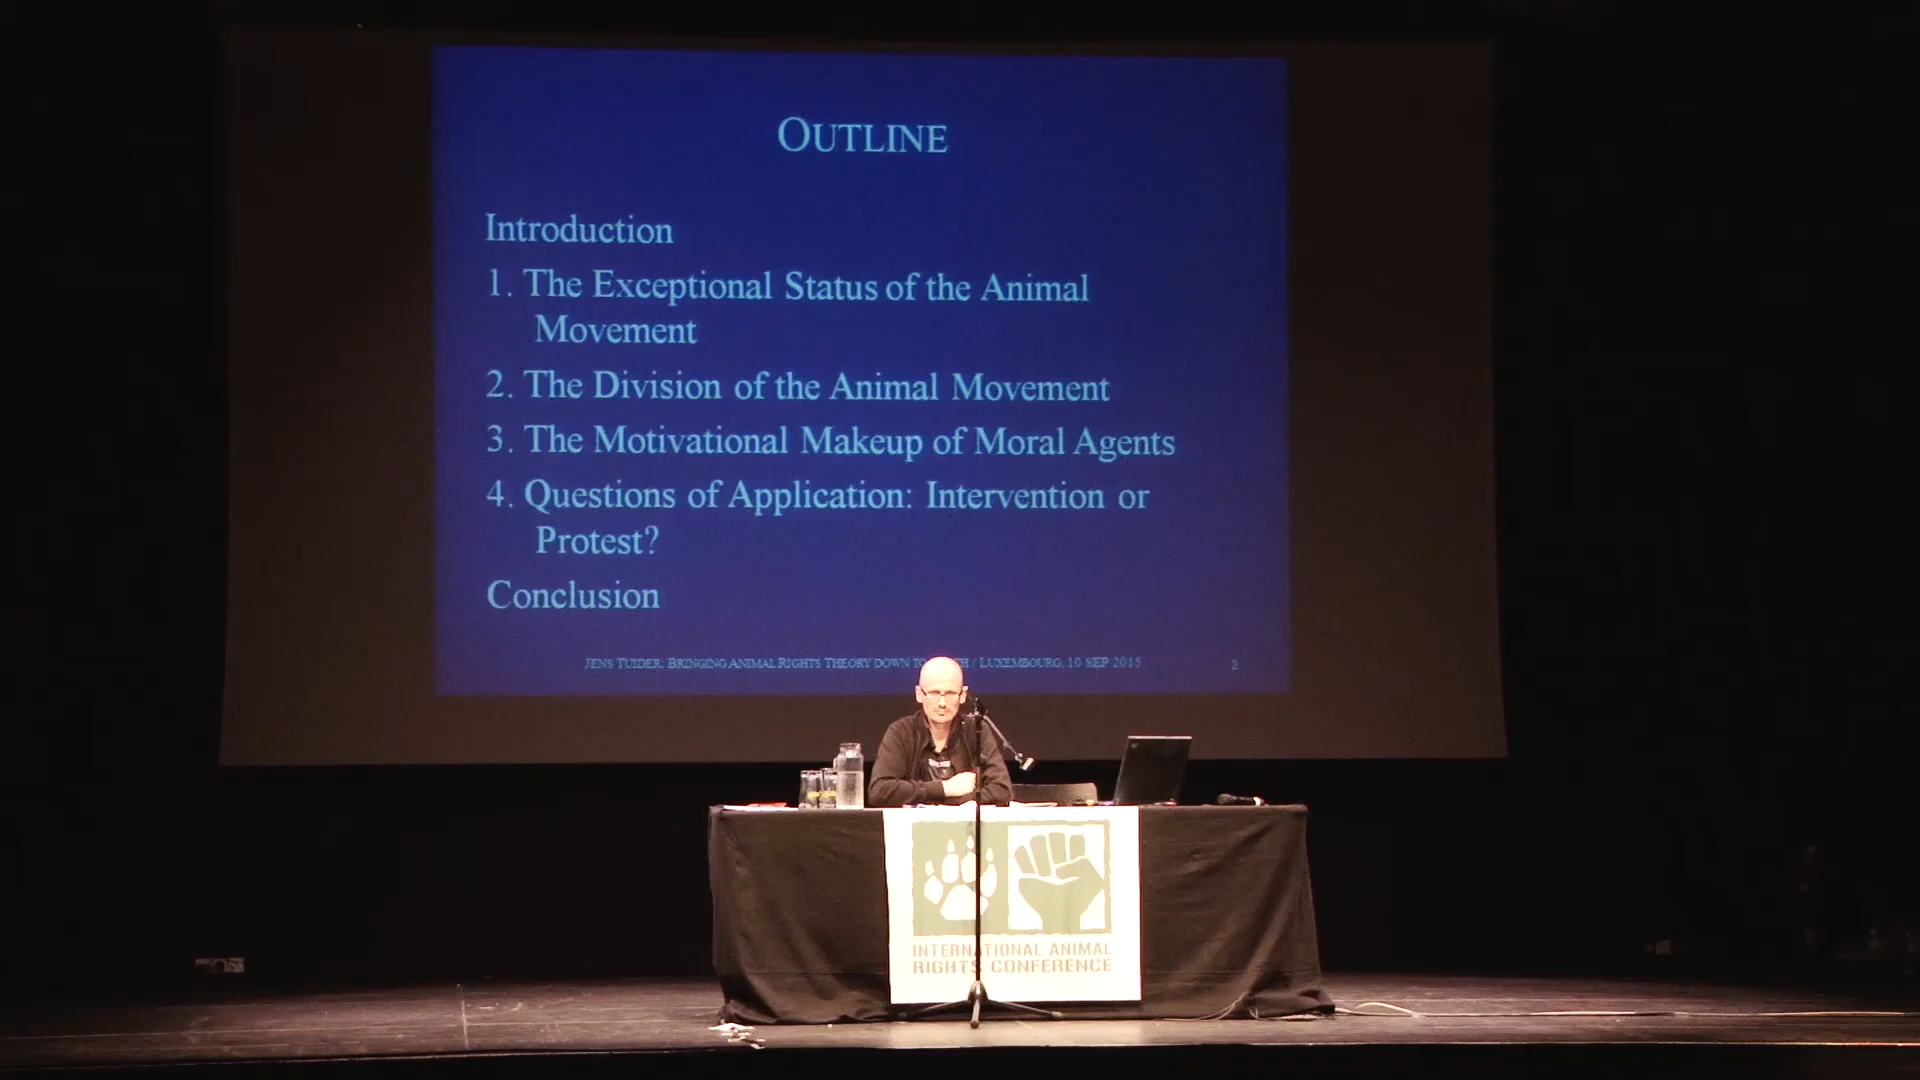 OUTLINE
Introduction
1. The Exceptional Status of the Animal
Movement
2. The Division of the Animal Movement
3. The Motivational Makeup of Moral Agents
4. Questions of Application: Intervention or
Protest?
Conclusion
JENS TUIDER: BRINGING ANIMAL RIGHTS THEORY DOWN / LUXEMBOURG, 10 SEP 2015 2
INTERNATIONAL ANIMAL
RIGHTS CONFERENCE